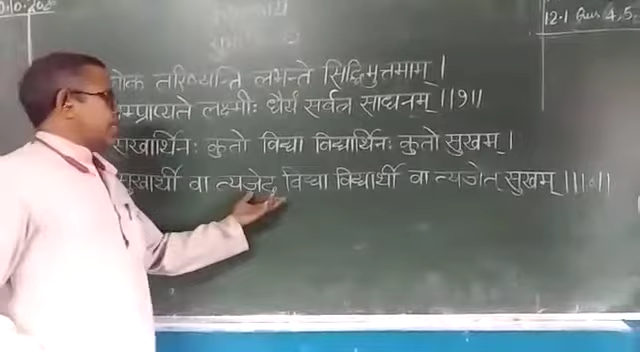 12.1 Ques 4,5
तरिष्यन्ति लभन्ते सिद्धिमुत्तमाम् ।
म्प्राप्यते लक्ष्मीः धैर्यं सर्वत्र साधनम् ॥९॥
सुखार्थिनः कुतो विद्या विद्यार्थिनः कुतो सुखम् ।
सुखार्थी वा त्यजेद् विद्या विद्यार्थी वा त्यजेत् सुखम् ॥१०॥